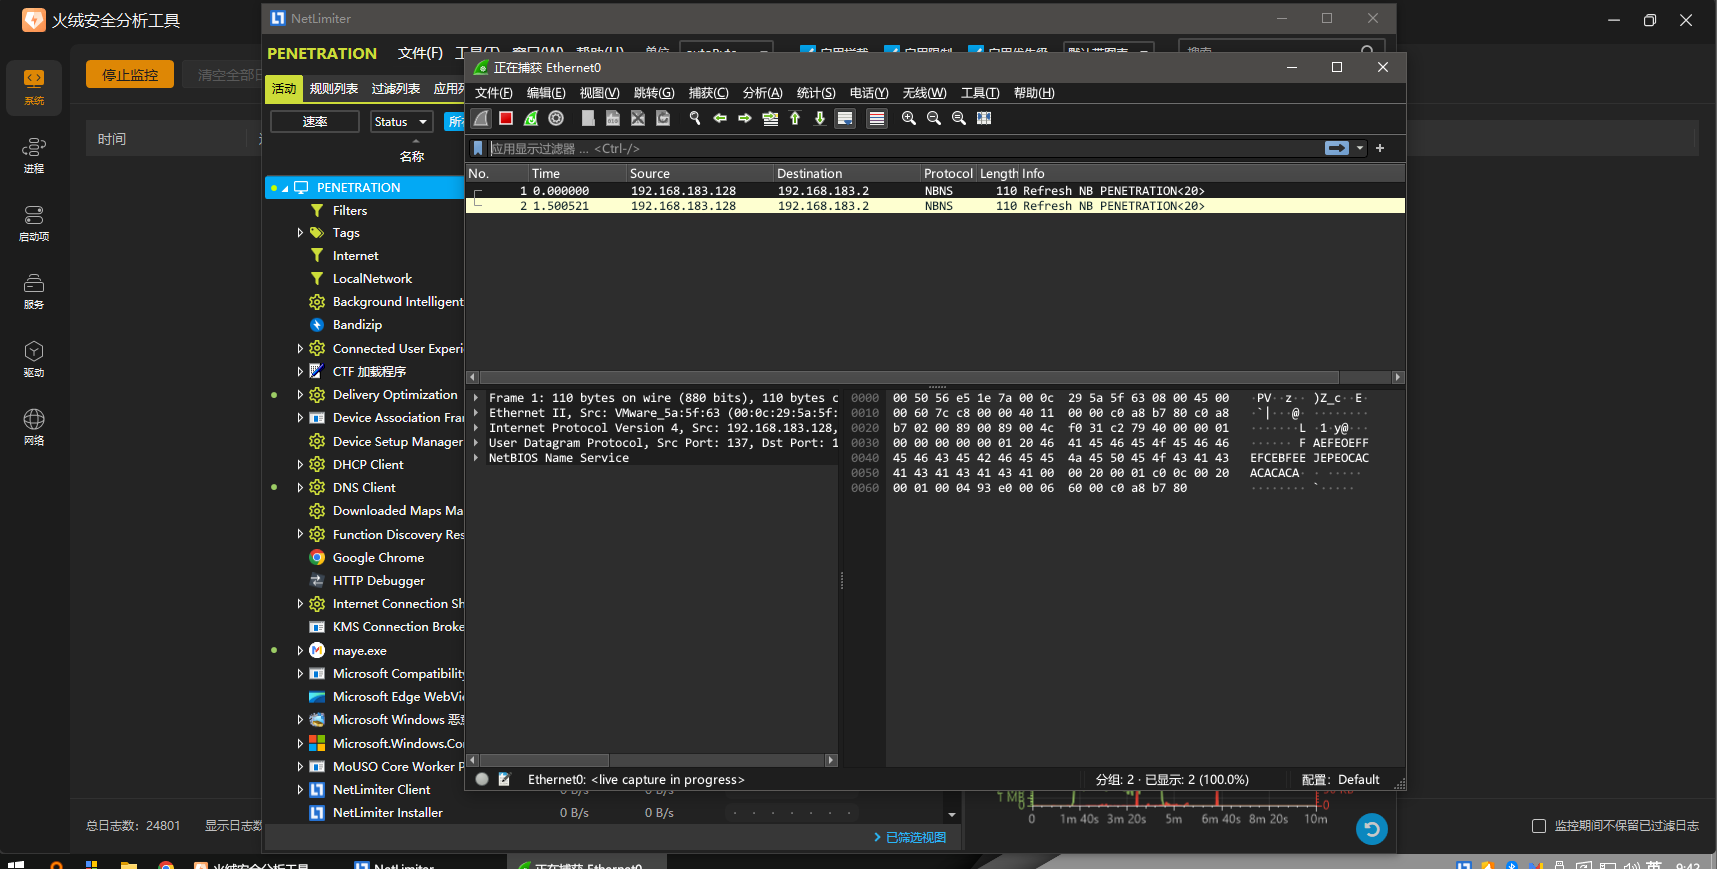 火绒安全分析工具
停止监控
清空全部日
时间
系统
进程
启动项
服务
驱动
网络
总日志数：24801
显示日志数
监控期间不保留已过滤日志
NetLimiter
PENETRATION
文件(F)
工具(T)
窗口(W)
帮助(H)
活动
规则列表
过滤列表
应用列
速率
Status
所
名称
PENETRATION
Filters
Tags
Internet
LocalNetwork
Background Intelligent
Bandizip
Connected User Experi
CTF 加载程序
Delivery Optimization
Device Association Fra
Device Setup Manager
DHCP Client
DNS Client
Downloaded Maps Ma
Function Discovery Res
Google Chrome
HTTP Debugger
Internet Connection Sh
KMS Connection Broke
maye.exe
Microsoft Compatibility
Microsoft Edge WebVie
Microsoft Windows 恶
Microsoft.Windows.Cor
MoUSO Core Worker P
NetLimiter Client 0 B/s 0 B/s
NetLimiter Installer 0 B/s 0 B/s
已筛选视图
正在捕获 Ethernet0
文件(F) 编辑(E) 视图(V) 跳转(G) 捕获(C) 分析(A) 统计(S) 电话(Y) 无线(W) 工具(T) 帮助(H)
应用显示过滤器 … <Ctrl-/>
No. Time Source Destination Protocol Length Info
1 0.000000 192.168.183.128 192.168.183.2 NBNS 110 Refresh NB PENETRATION<20>
2 1.500521 192.168.183.128 192.168.183.2 NBNS 110 Refresh NB PENETRATION<20>
Frame 1: 110 bytes on wire (880 bits), 110 bytes c
Ethernet II, Src: VMware_5a:5f:63 (00:0c:29:5a:5f:
Internet Protocol Version 4, Src: 192.168.183.128,
User Datagram Protocol, Src Port: 137, Dst Port: 1
NetBIOS Name Service
0000 00 50 56 e5 1e 7a 00 0c 29 5a 5f 63 08 00 45 00 ·PV··z·· )Z_c··E·
0010 00 60 7c c8 00 00 40 11 00 00 c0 a8 b7 80 c0 a8 ·`|···@· ········
0020 b7 02 00 89 00 89 00 4c f0 31 c2 79 40 00 00 01 ·······L ·1·y@···
0030 00 00 00 00 00 01 20 46 41 45 46 45 4f 45 46 46 ······ F AEFEOEFF
0040 45 46 43 45 42 46 45 45 4a 45 50 45 4f 43 41 43 EFCEBFEE JEPEOCAC
0050 41 43 41 43 41 43 41 00 00 20 00 01 c0 0c 00 20 ACACACA· · ·····
0060 00 01 00 04 93 e0 00 06 60 00 c0 a8 b7 80 ········ `·····
Ethernet0: <live capture in progress>
分组: 2 · 已显示: 2 (100.0%)
配置: Default
0 1m 40s 3m 20s 5m 6m 40s 8m 20s 10m
火绒安全分析工具
NetLimiter
正在捕获 Ethernet0
英
9:42